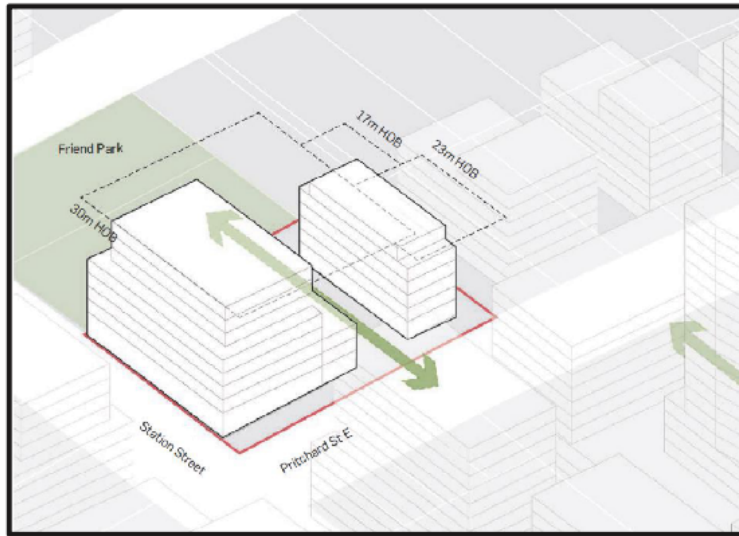 17m HOB
Friend Park
23m HOB
30m HOB
Station Street
Pritchard St E